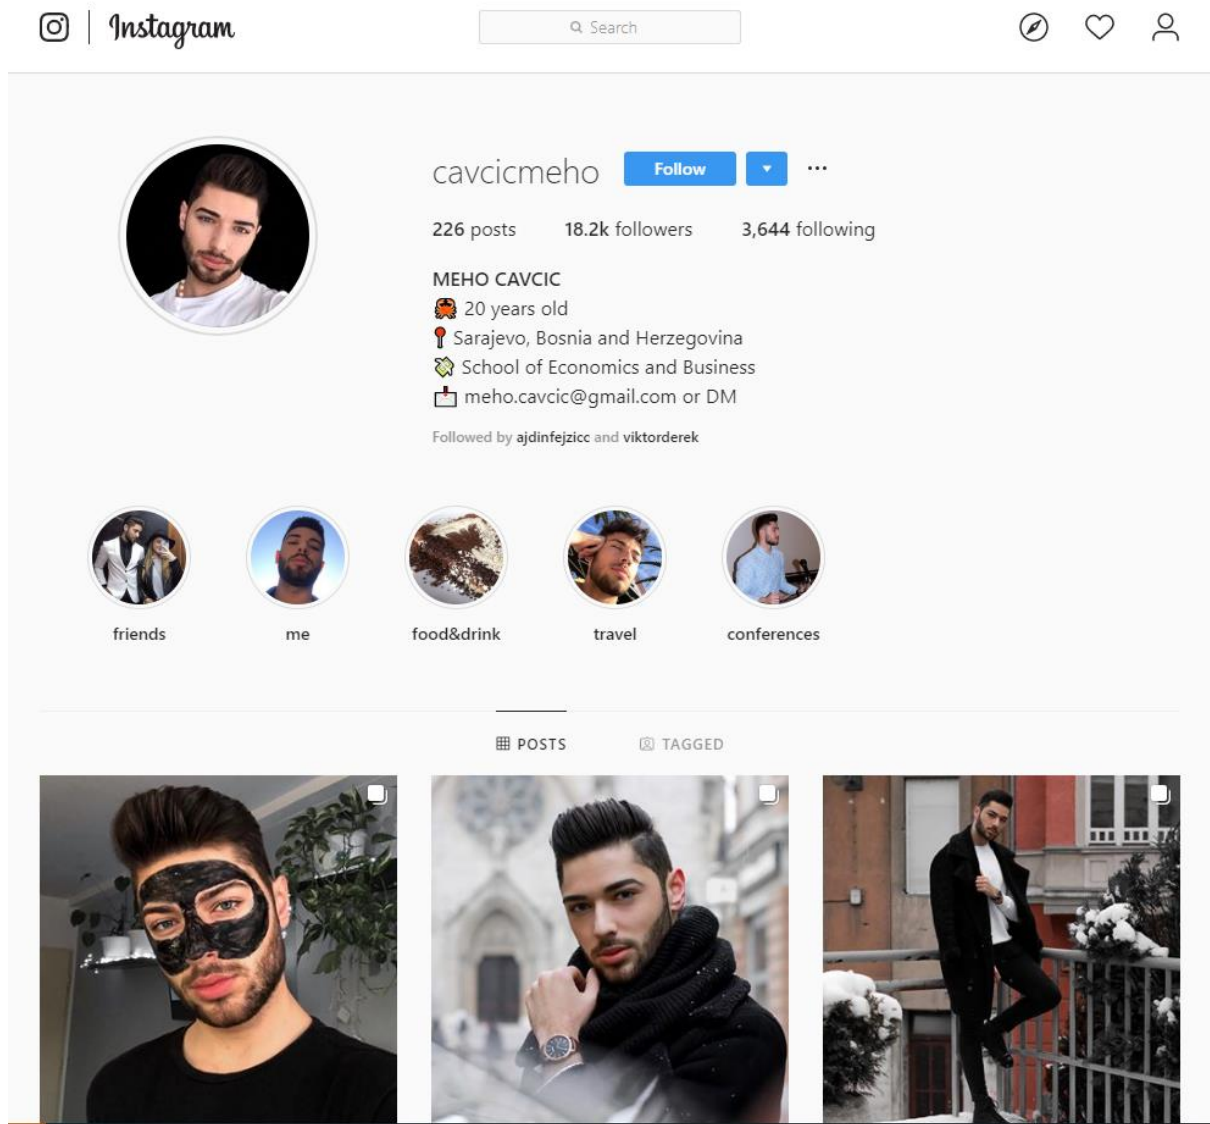 Instagram
Search
cavcicmeho Follow
226 posts 18.2k followers 3,644 following
MEHO CAVCIC
🦀 20 years old
📍 Sarajevo, Bosnia and Herzegovina
💸 School of Economics and Business
📩 meho.cavcic@gmail.com or DM
Followed by ajdinfejzicc and viktorderek
friends me food&drink travel conferences
POSTS TAGGED